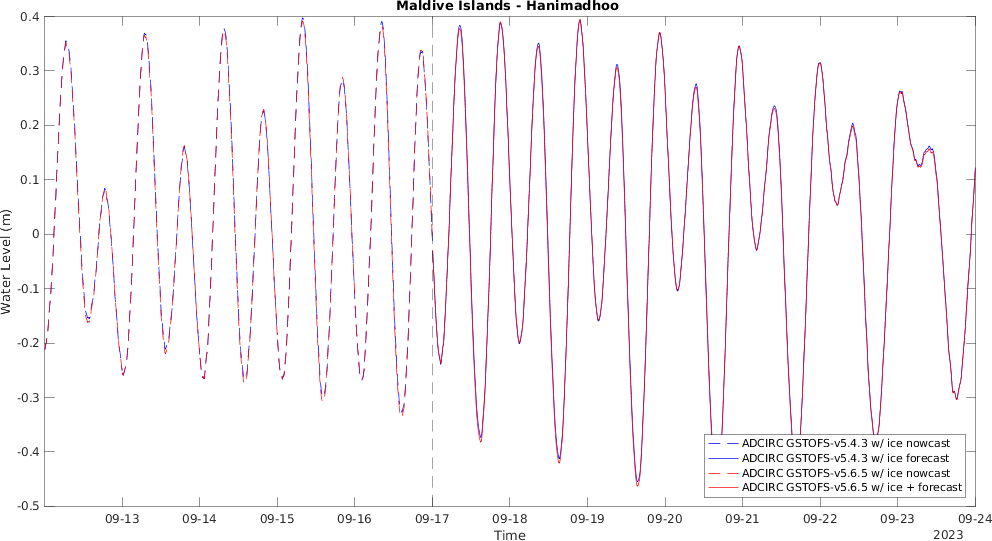 Maldive Islands - Hanimadhoo
0.4
0.3
0.2
0.1
0
-0.1
-0.2
-0.3
-0.4
-0.5
Water Level (m)
ADCIRC GSTOFS-v5.4.3 w/ ice nowcast
ADCIRC GSTOFS-v5.4.3 w/ ice forecast
ADCIRC GSTOFS-v5.6.5 w/ ice nowcast
ADCIRC GSTOFS-v5.6.5 w/ ice + forecast
09-13 09-14 09-15 09-16 09-17 09-18 09-19 09-20 09-21 09-22 09-23 09-24
Time
2023